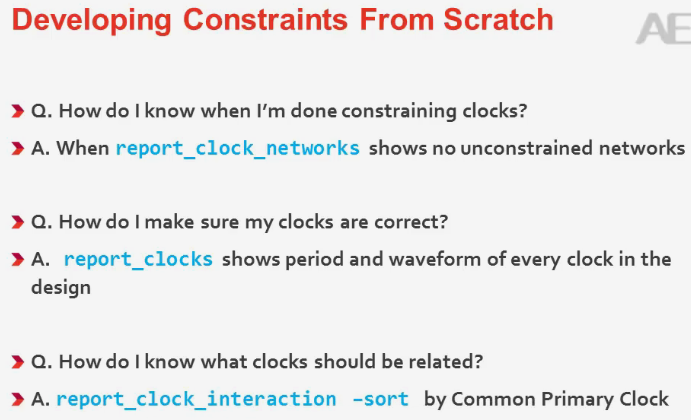 Developing Constraints From Scratch
AE
Q. How do I know when I’m done constraining clocks?
A. When report_clock_networks shows no unconstrained networks
Q. How do I make sure my clocks are correct?
A. report_clocks shows period and waveform of every clock in the
design
Q. How do I know what clocks should be related?
A. report_clock_interaction –sort by Common Primary Clock